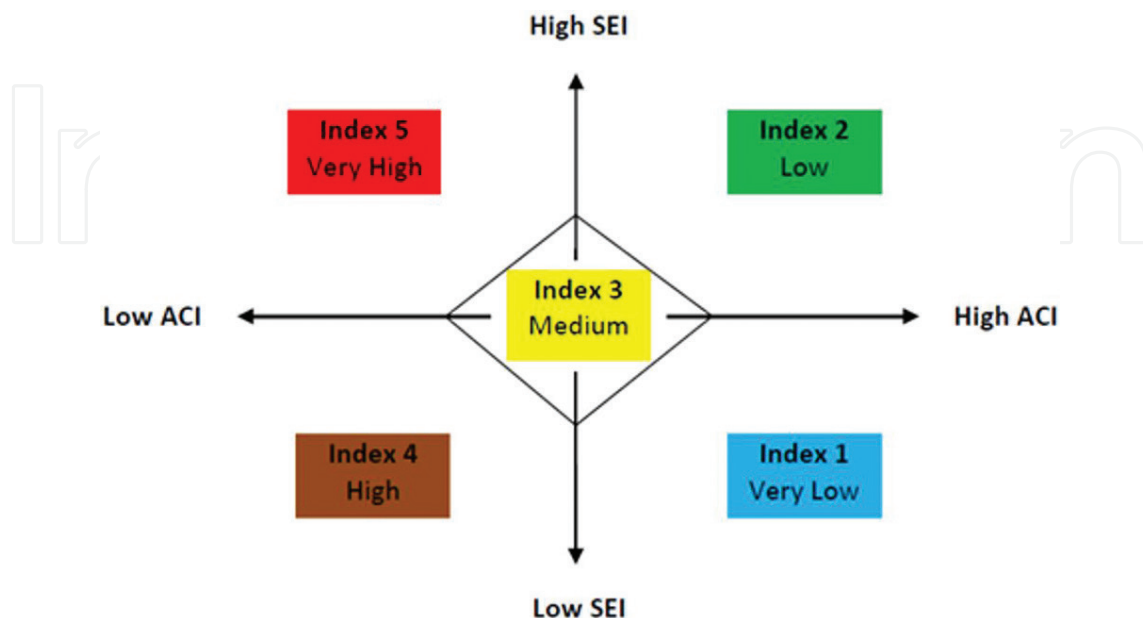 High SEI
Index 5
Very High
Index 2
Low
Low ACI
Index 3
Medium
High ACI
Index 4
High
Index 1
Very Low
Low SEI